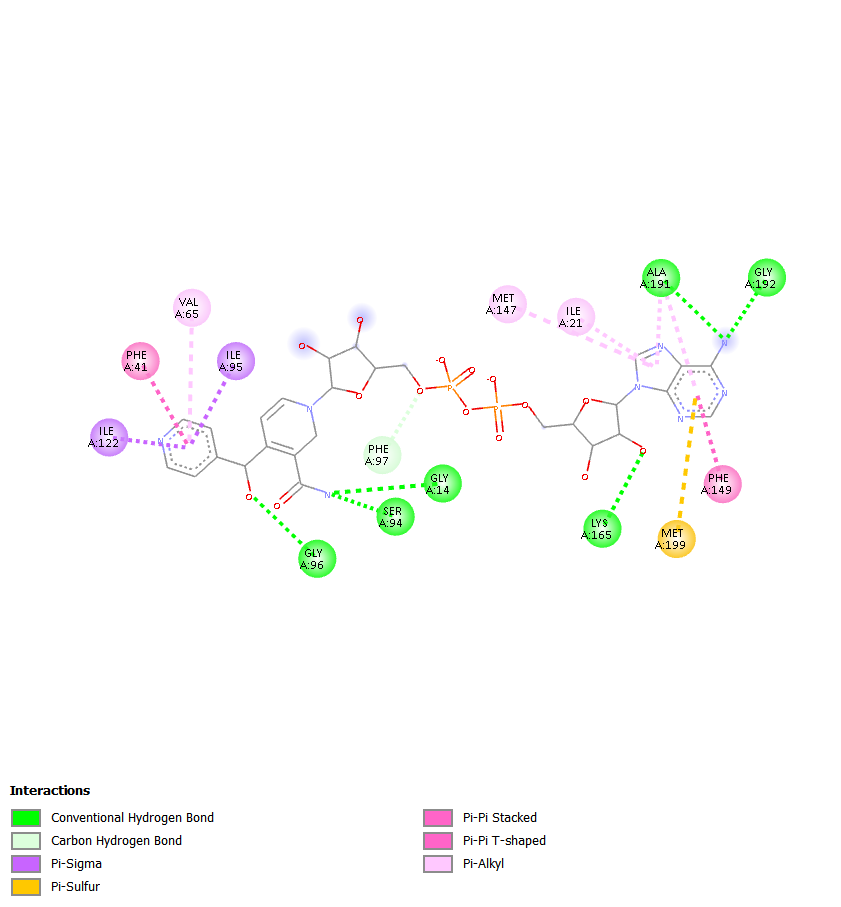 ALA
A:191
GLY
A:192
MET
A:147
ILE
A:21
VAL
A:65
PHE
A:41
ILE
A:95
ILE
A:122
PHE
A:97
GLY
A:14
SER
A:94
GLY
A:96
LYS
A:165
MET
A:199
PHE
A:149
O
O
O
N
N
O
O
N
O
P
-O
O
O
P
-O
O
O
O
O
O
N
N
N
N
N
Interactions
Conventional Hydrogen Bond
Carbon Hydrogen Bond
Pi-Sigma
Pi-Sulfur
Pi-Pi Stacked
Pi-Pi T-shaped
Pi-Alkyl